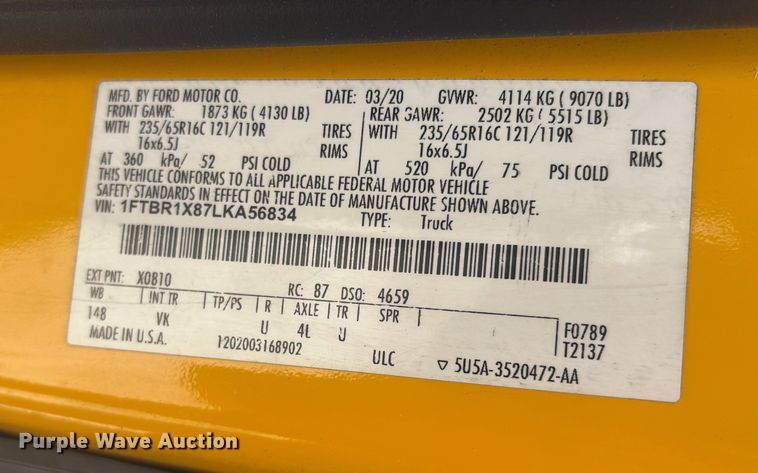 MFD. BY FORD MOTOR CO. DATE: 03/20 GVWR: 4114 KG ( 9070 LB)
FRONT GAWR: 1873 KG ( 4130 LB) REAR GAWR: 2502 KG ( 5515 LB)
WITH 235/65R16C 121/119R TIRES WITH 235/65R16C 121/119R TIRES
16x6.5J RIMS 16x6.5J RIMS
AT 360 kPa/ 52 PSI COLD AT 520 kPa/ 75 PSI COLD
THIS VEHICLE CONFORMS TO ALL APPLICABLE FEDERAL MOTOR VEHICLE
SAFETY STANDARDS IN EFFECT ON THE DATE OF MANUFACTURE SHOWN ABOVE.
VIN: 1FTBR1X87LKA56834 TYPE: Truck
EXT PNT: X0810 RC: 87 DSO: 4659
WB INT TR TP/PS R AXLE TR SPR
148 VK U 4L J F0789
T2137
MADE IN U.S.A. 1202003168902 ULC ▽ 5U5A-3520472-AA
Purple Wave Auction